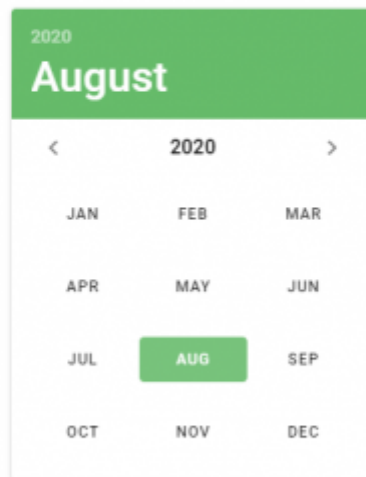 2020
August
2020
JAN FEB MAR
APR MAY JUN
JUL AUG SEP
OCT NOV DEC